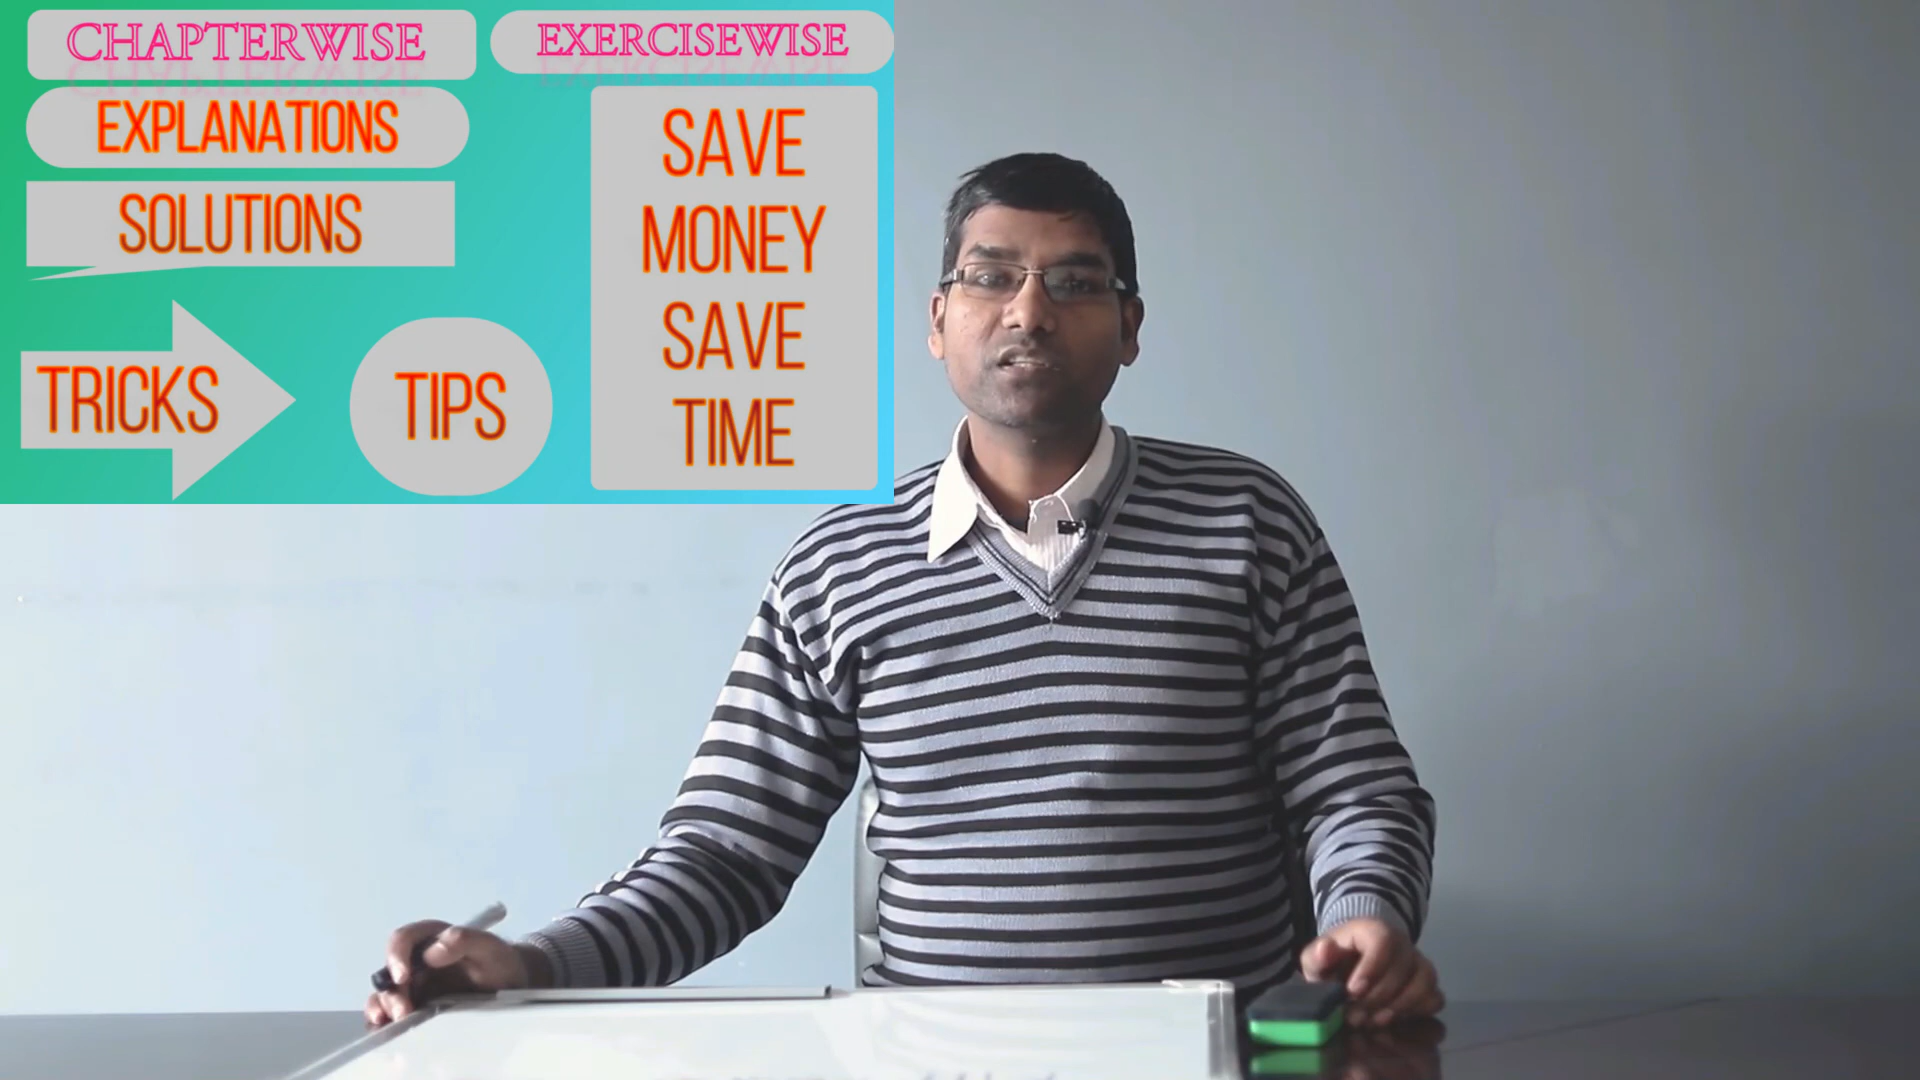 CHAPTERWISE
EXERCISEWISE
EXPLANATIONS
SOLUTIONS
TRICKS
TIPS
SAVE
MONEY
SAVE
TIME